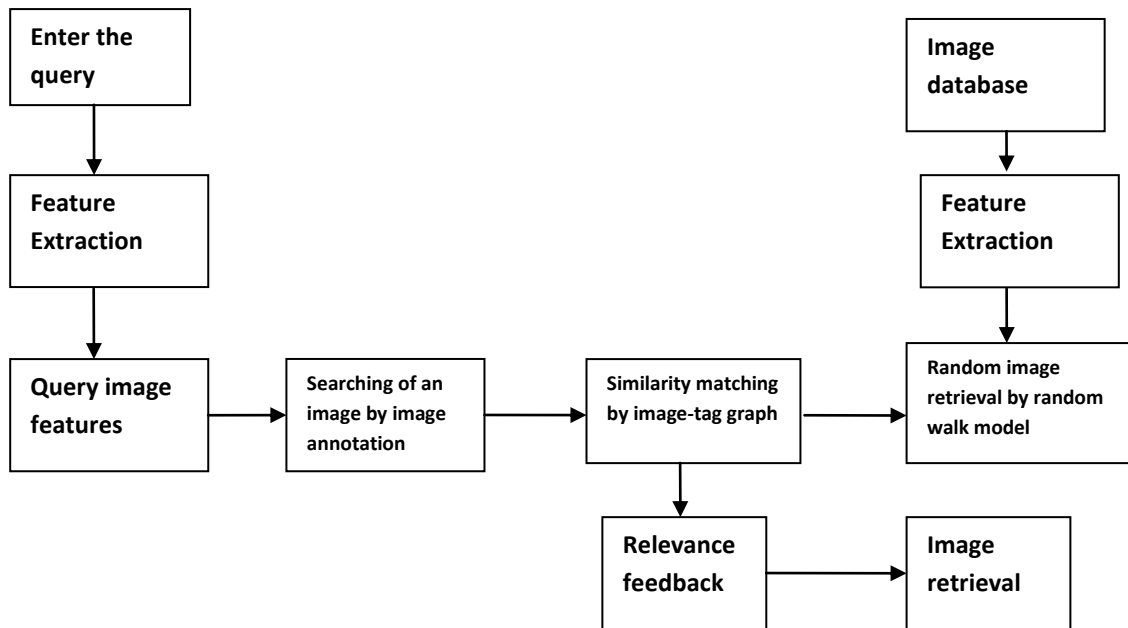 Enter the
query
Image
database
Feature
Extraction
Feature
Extraction
Query image
features
Searching of an
image by image
annotation
Similarity matching
by image-tag graph
Random image
retrieval by random
walk model
Relevance
feedback
Image
retrieval